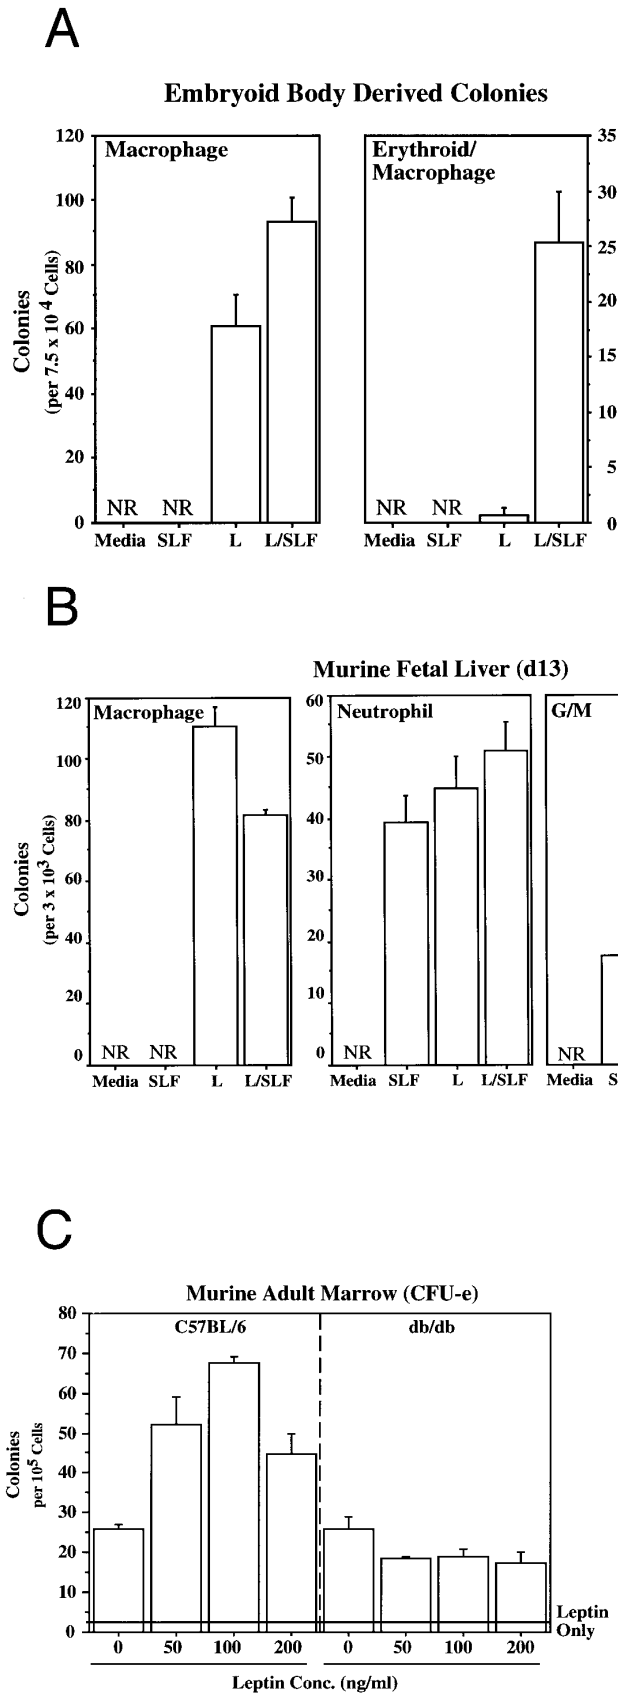 A
Embryoid Body Derived Colonies
Macrophage
Erythroid/
Macrophage
Colonies
(per 7.5 x 10 4 Cells)
120
100
80
60
40
20
0
35
30
25
20
15
10
5
0
NR NR
NR NR
Media SLF L L/SLF
Media SLF L L/SLF
B
Murine Fetal Liver (d13)
Macrophage
Neutrophil
G/M
Colonies
(per 3 x 103 Cells)
120
100
80
60
40
20
0
60
50
40
30
20
10
0
NR NR
NR
NR
Media SLF L L/SLF
Media SLF L L/SLF
Media S
C
Murine Adult Marrow (CFU-e)
C57BL/6
db/db
Colonies
per 105 Cells
80
70
60
50
40
30
20
10
0
Leptin
Only
0 50 100 200 0 50 100 200
Leptin Conc. (ng/ml)